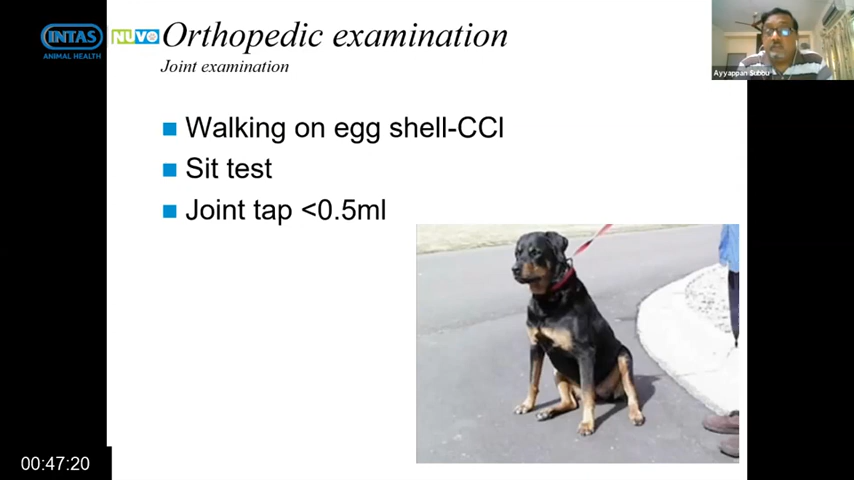 INTAS
ANIMAL HEALTH
NUVO
Orthopedic examination
Joint examination
Ayyappan Subbu
Walking on egg shell-CCl
Sit test
Joint tap <0.5ml
00:47:20